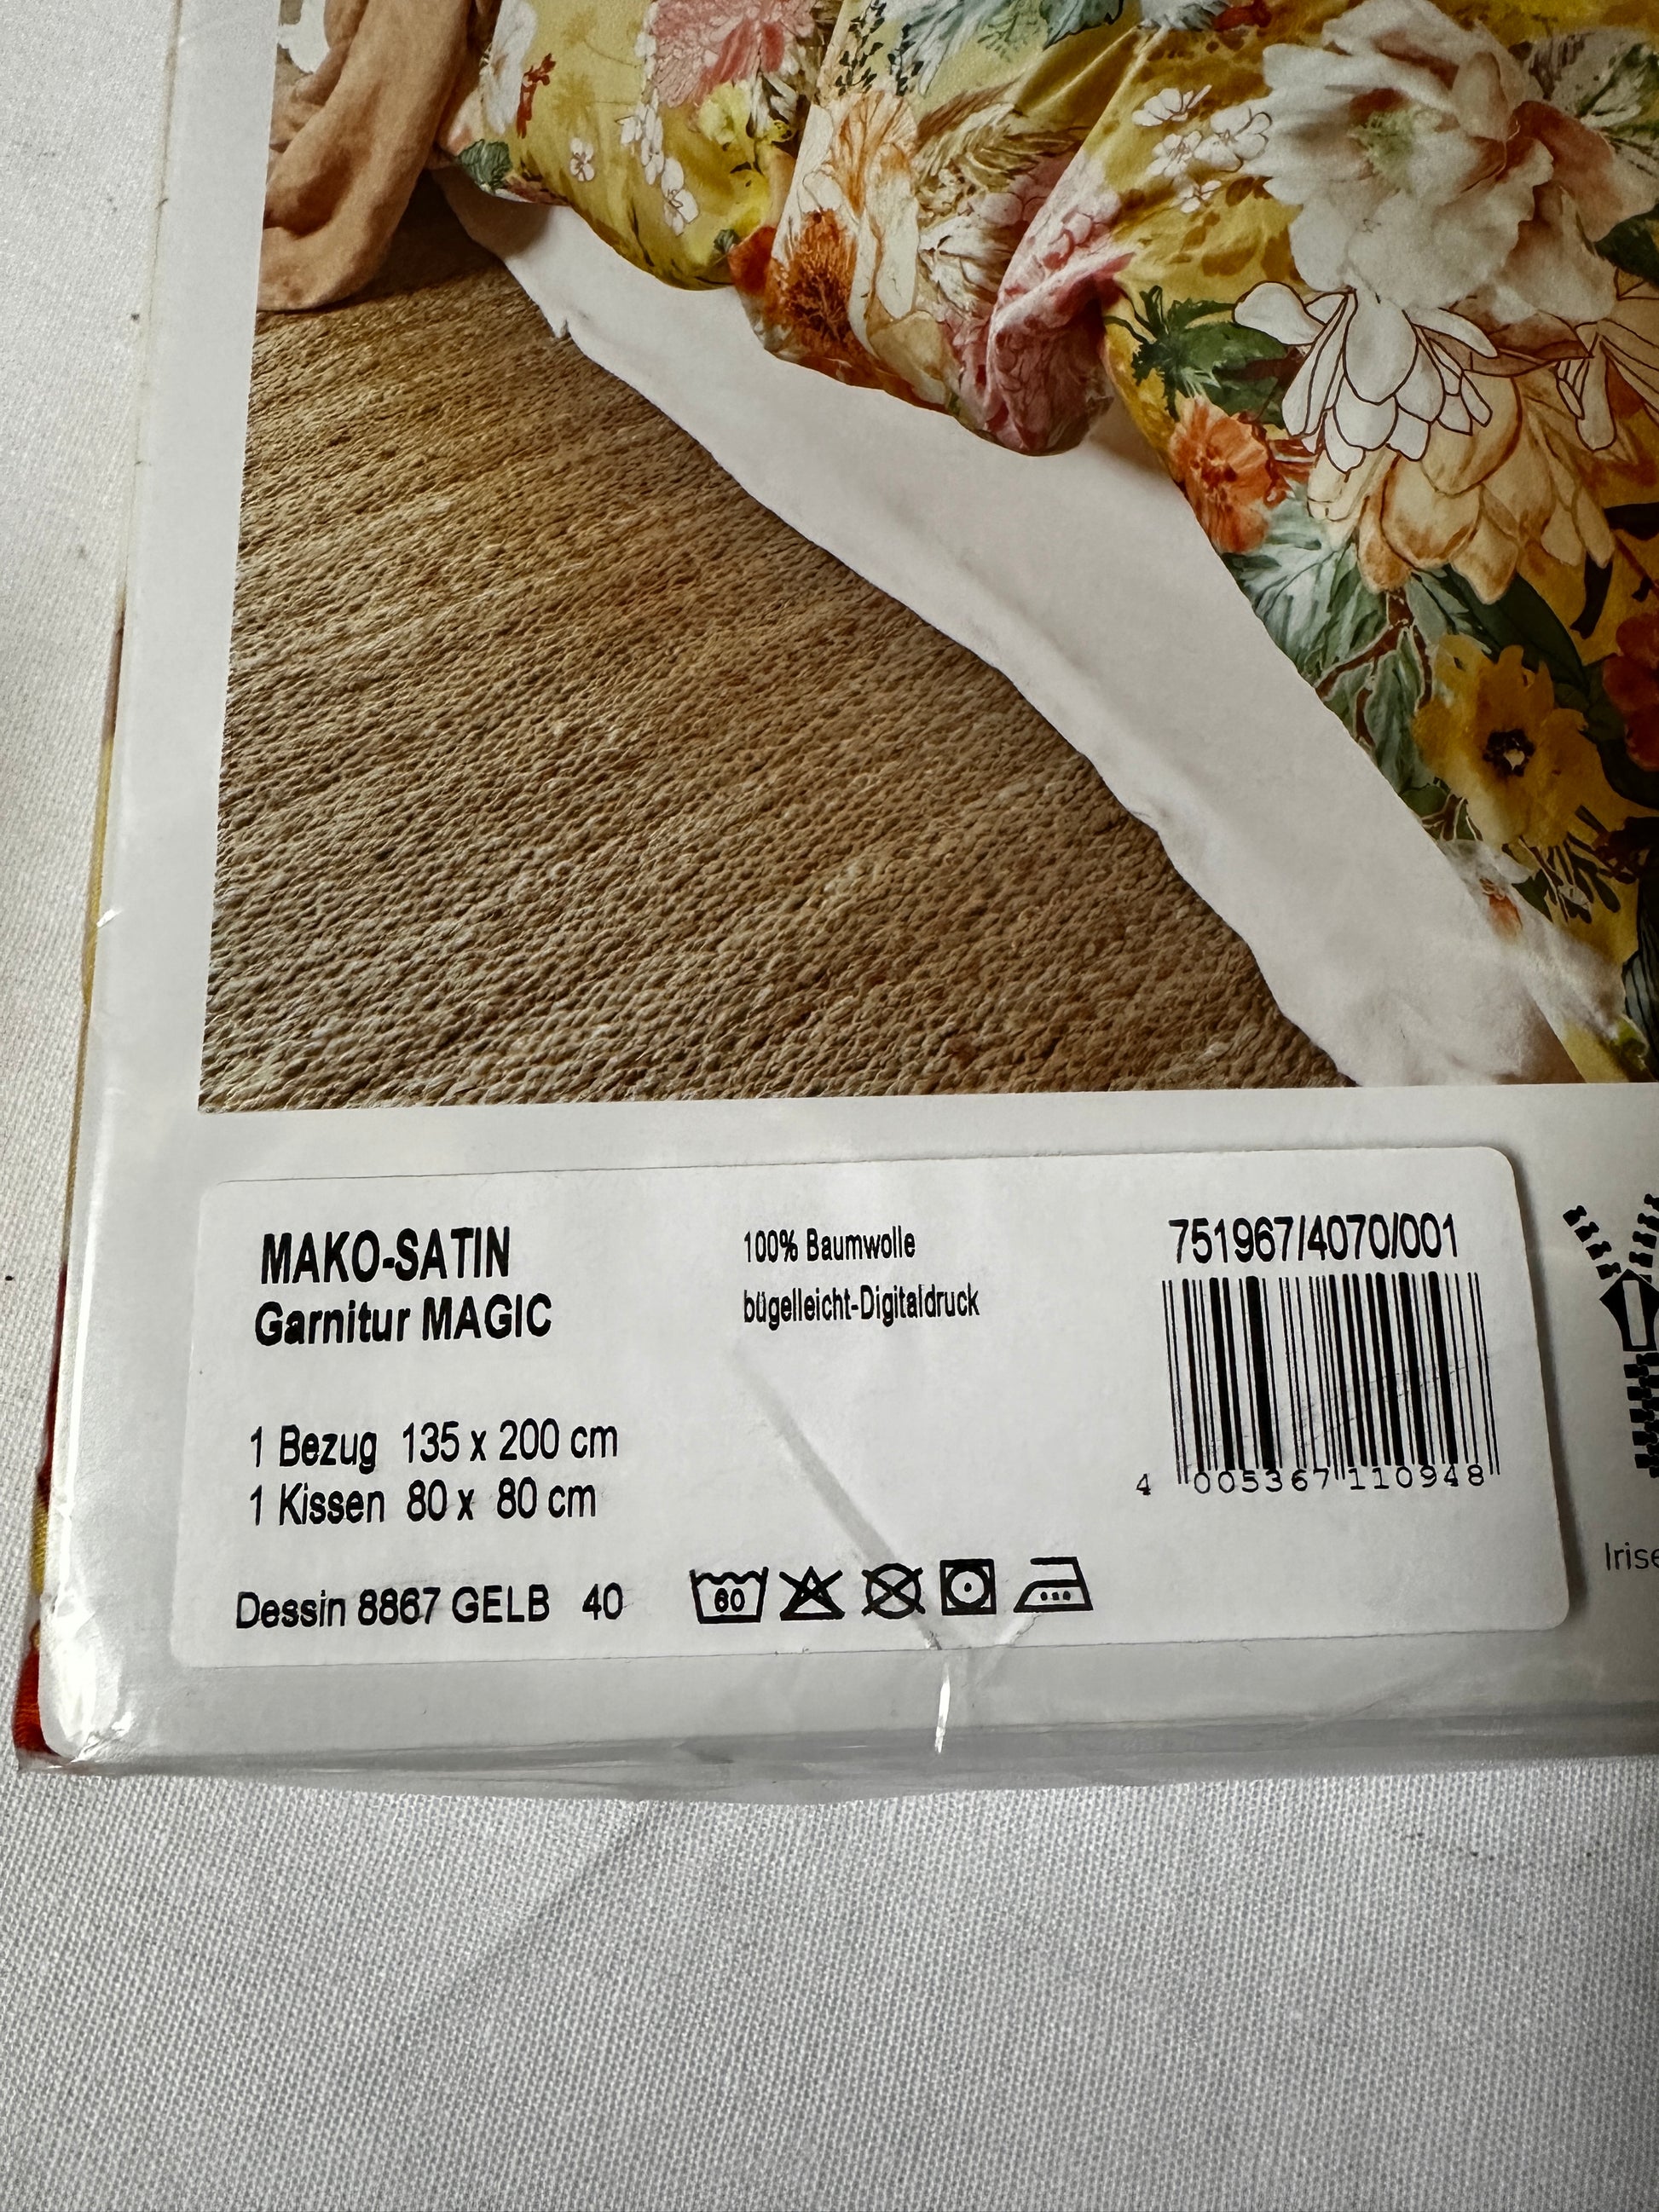 MAKO-SATIN
Garnitur MAGIC
1 Bezug 135 x 200 cm
1 Kissen 80 x 80 cm
Dessin 8867 GELB 40
100% Baumwolle
bügelleicht-Digitaldruck
60
751967/4070/001
4 005367 110948